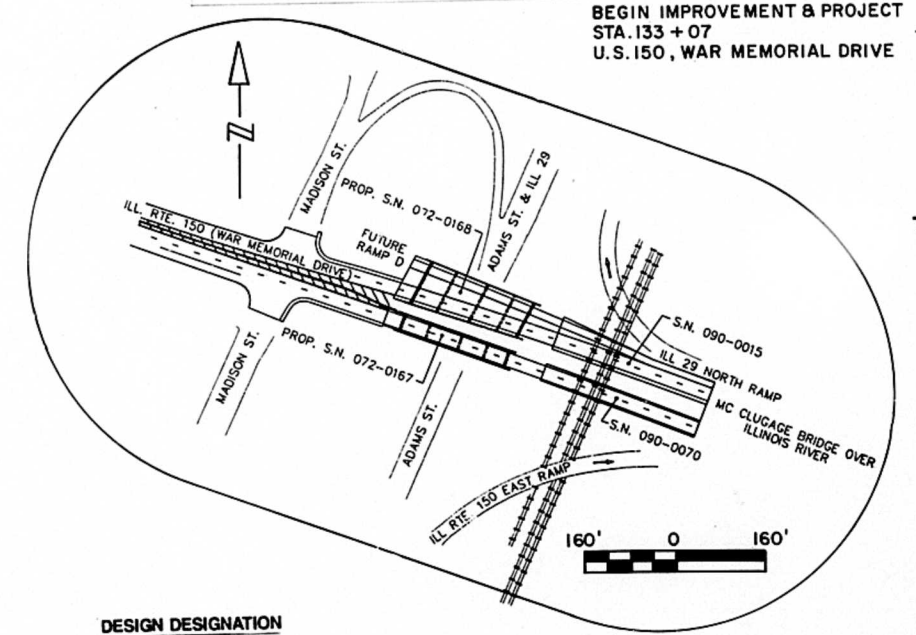 BEGIN IMPROVEMENT & PROJECT
STA. 133 + 07
U.S. 150, WAR MEMORIAL DRIVE
N
MADISON ST.
PROP. S.N. 072-0168
ADAMS ST. & ILL 29
ILL. RTE. 150 (WAR MEMORIAL DRIVE)
FUTURE
RAMP D
S.N. 090-0015
ILL 29 NORTH RAMP
MC CLUGAGE BRIDGE OVER
ILLINOIS
RIVER
MADISON ST.
PROP. S.N. 072-0167
ADAMS ST.
S.N. 090-0070
ILL RTE. 150 EAST RAMP
160' 0 160'
DESIGN DESIGNATION